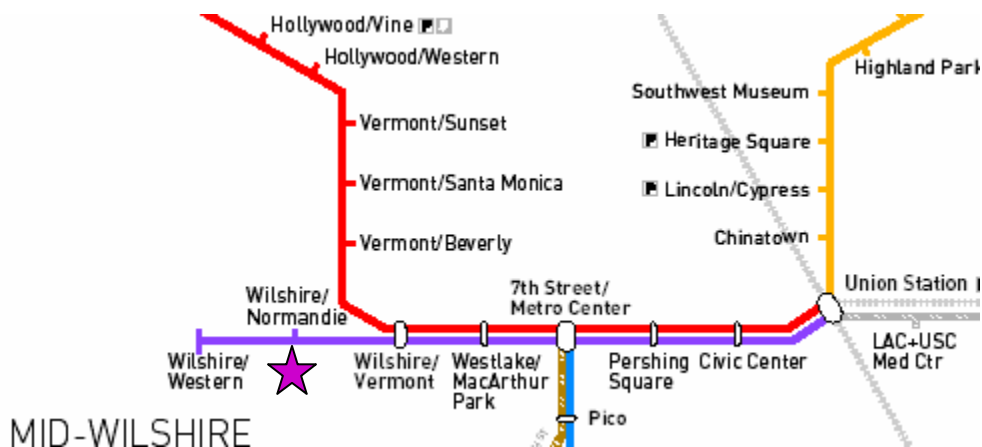 Hollywood/Vine
Hollywood/Western
Vermont/Sunset
Vermont/Santa Monica
Vermont/Beverly
Southwest Museum
Heritage Square
Lincoln/Cypress
Chinatown
Highland Park
Union Station
LAC+USC
Med Ctr
7th Street/
Metro Center
Wilshire/
Normandie
Wilshire/
Western
Wilshire/
Vermont
Westlake/
MacArthur
Park
Pershing
Square
Civic Center
Pico
MID-WILSHIRE